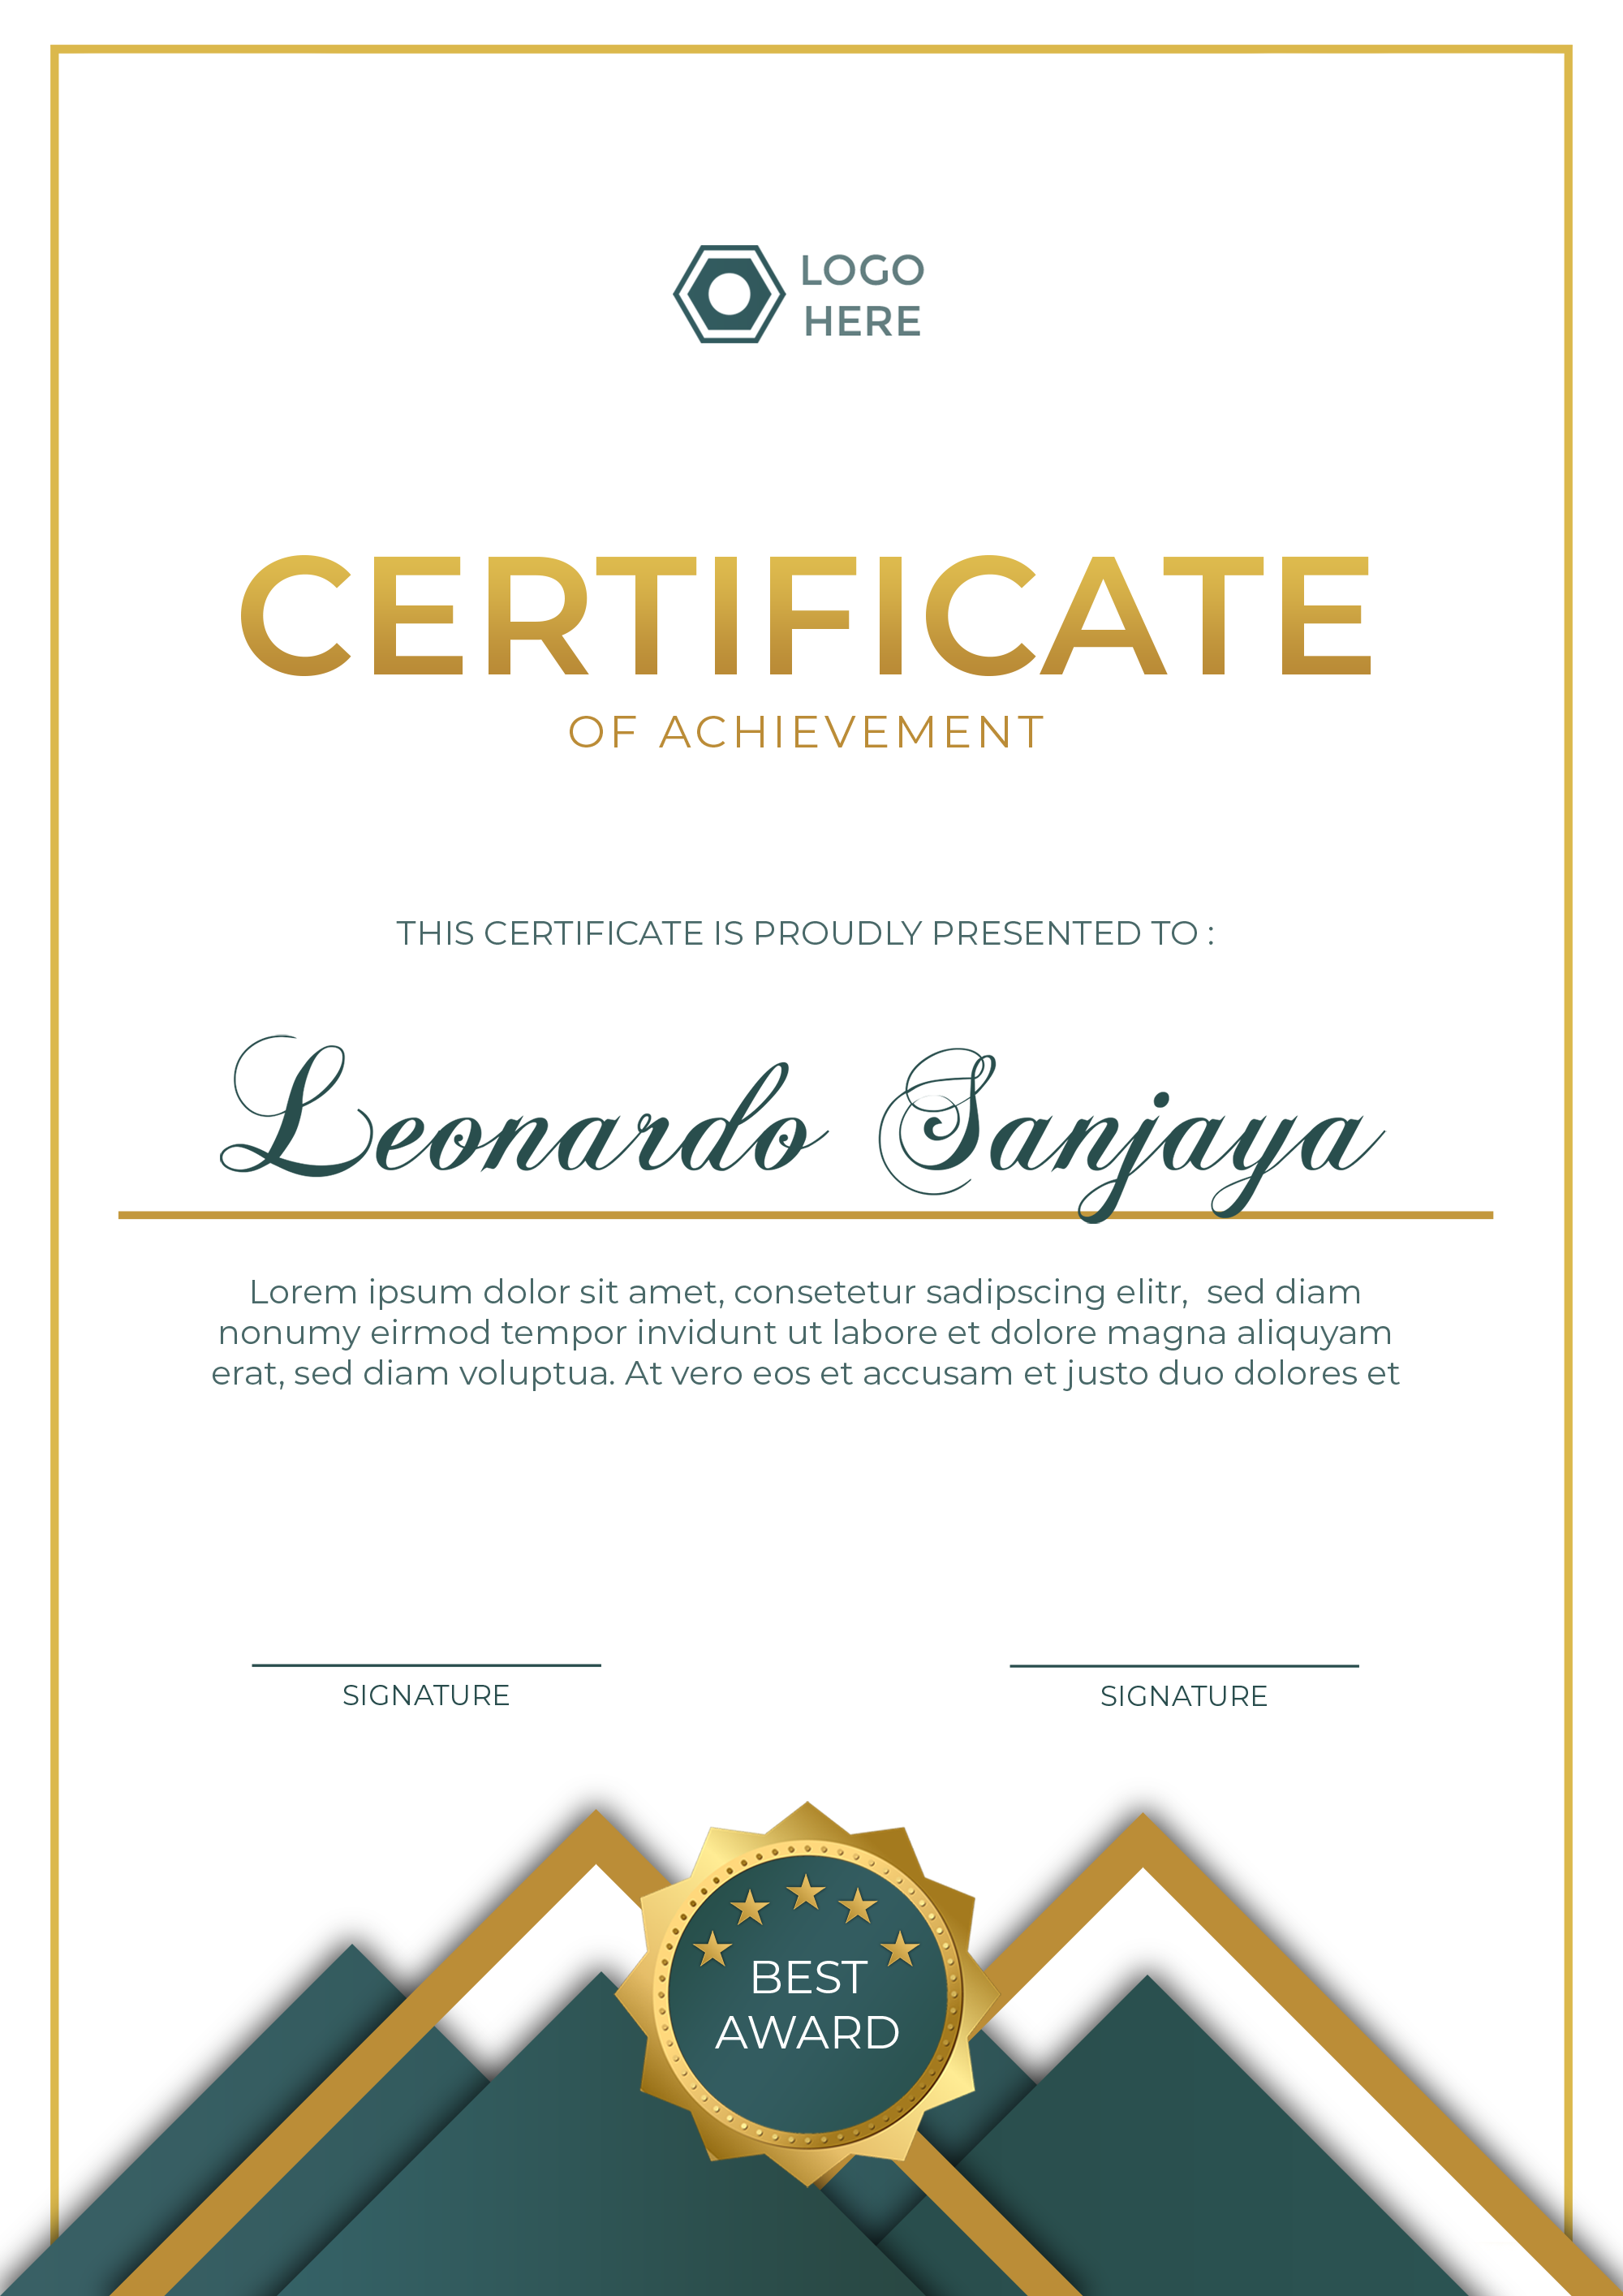 LOGO
HERE
CERTIFICATE
OF ACHIEVEMENT
THIS CERTIFICATE IS PROUDLY PRESENTED TO :
Leonardo Sanjaya
Lorem ipsum dolor sit amet, consetetur sadipscing elitr,  sed diam
nonumy eirmod tempor invidunt ut labore et dolore magna aliquyam
erat, sed diam voluptua. At vero eos et accusam et justo duo dolores et
SIGNATURE
SIGNATURE
BEST
AWARD